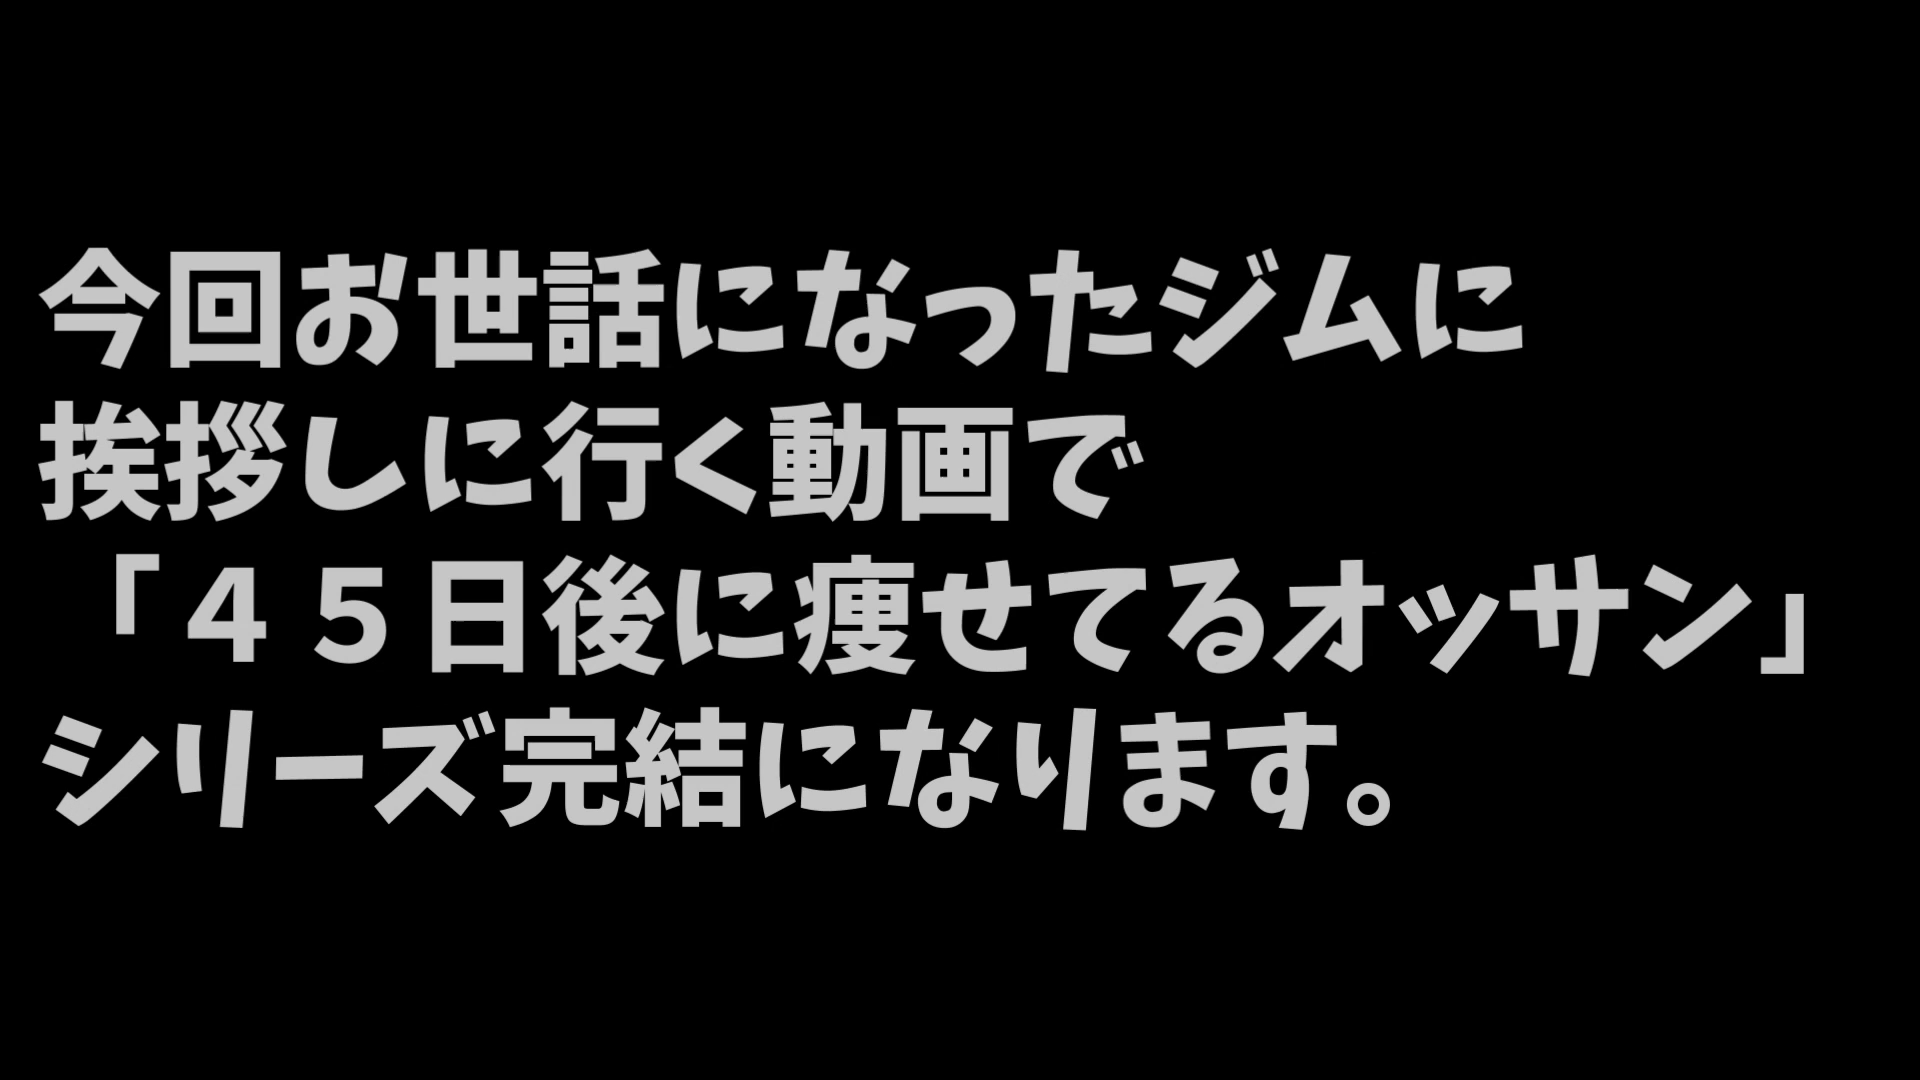 今回お世話になったジムに
挨拶しに行く動画で
「４５日後に痩せてるオッサン」
シリーズ完結になります。